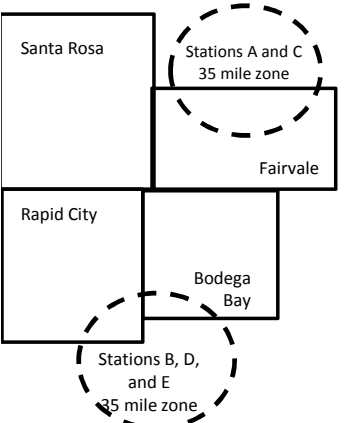 Santa Rosa
Stations A and C
35 mile zone
Fairvale
Rapid City
Bodega
Bay
Stations B, D,
and E
35 mile zone